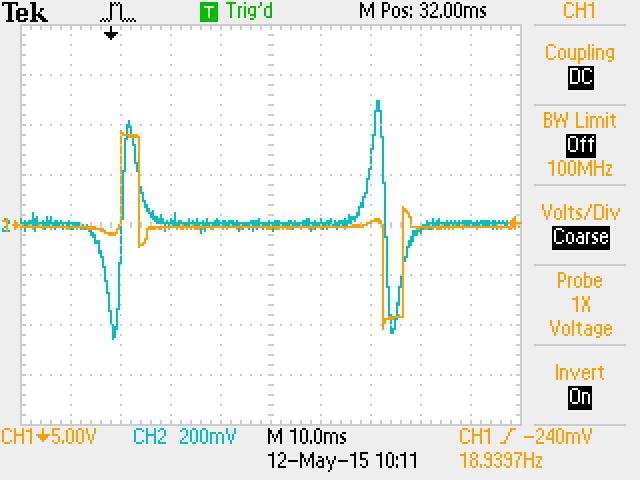 Tek T Trig'd M Pos: 32.00ms CH1
Coupling
DC
BW Limit
Off
100MHz
Volts/Div
Coarse
Probe
1X
Voltage
Invert
On
1
CH1 5.00V CH2 200mV M 10.0ms CH1 -240mV
12-May-15 10:11 18.9397Hz